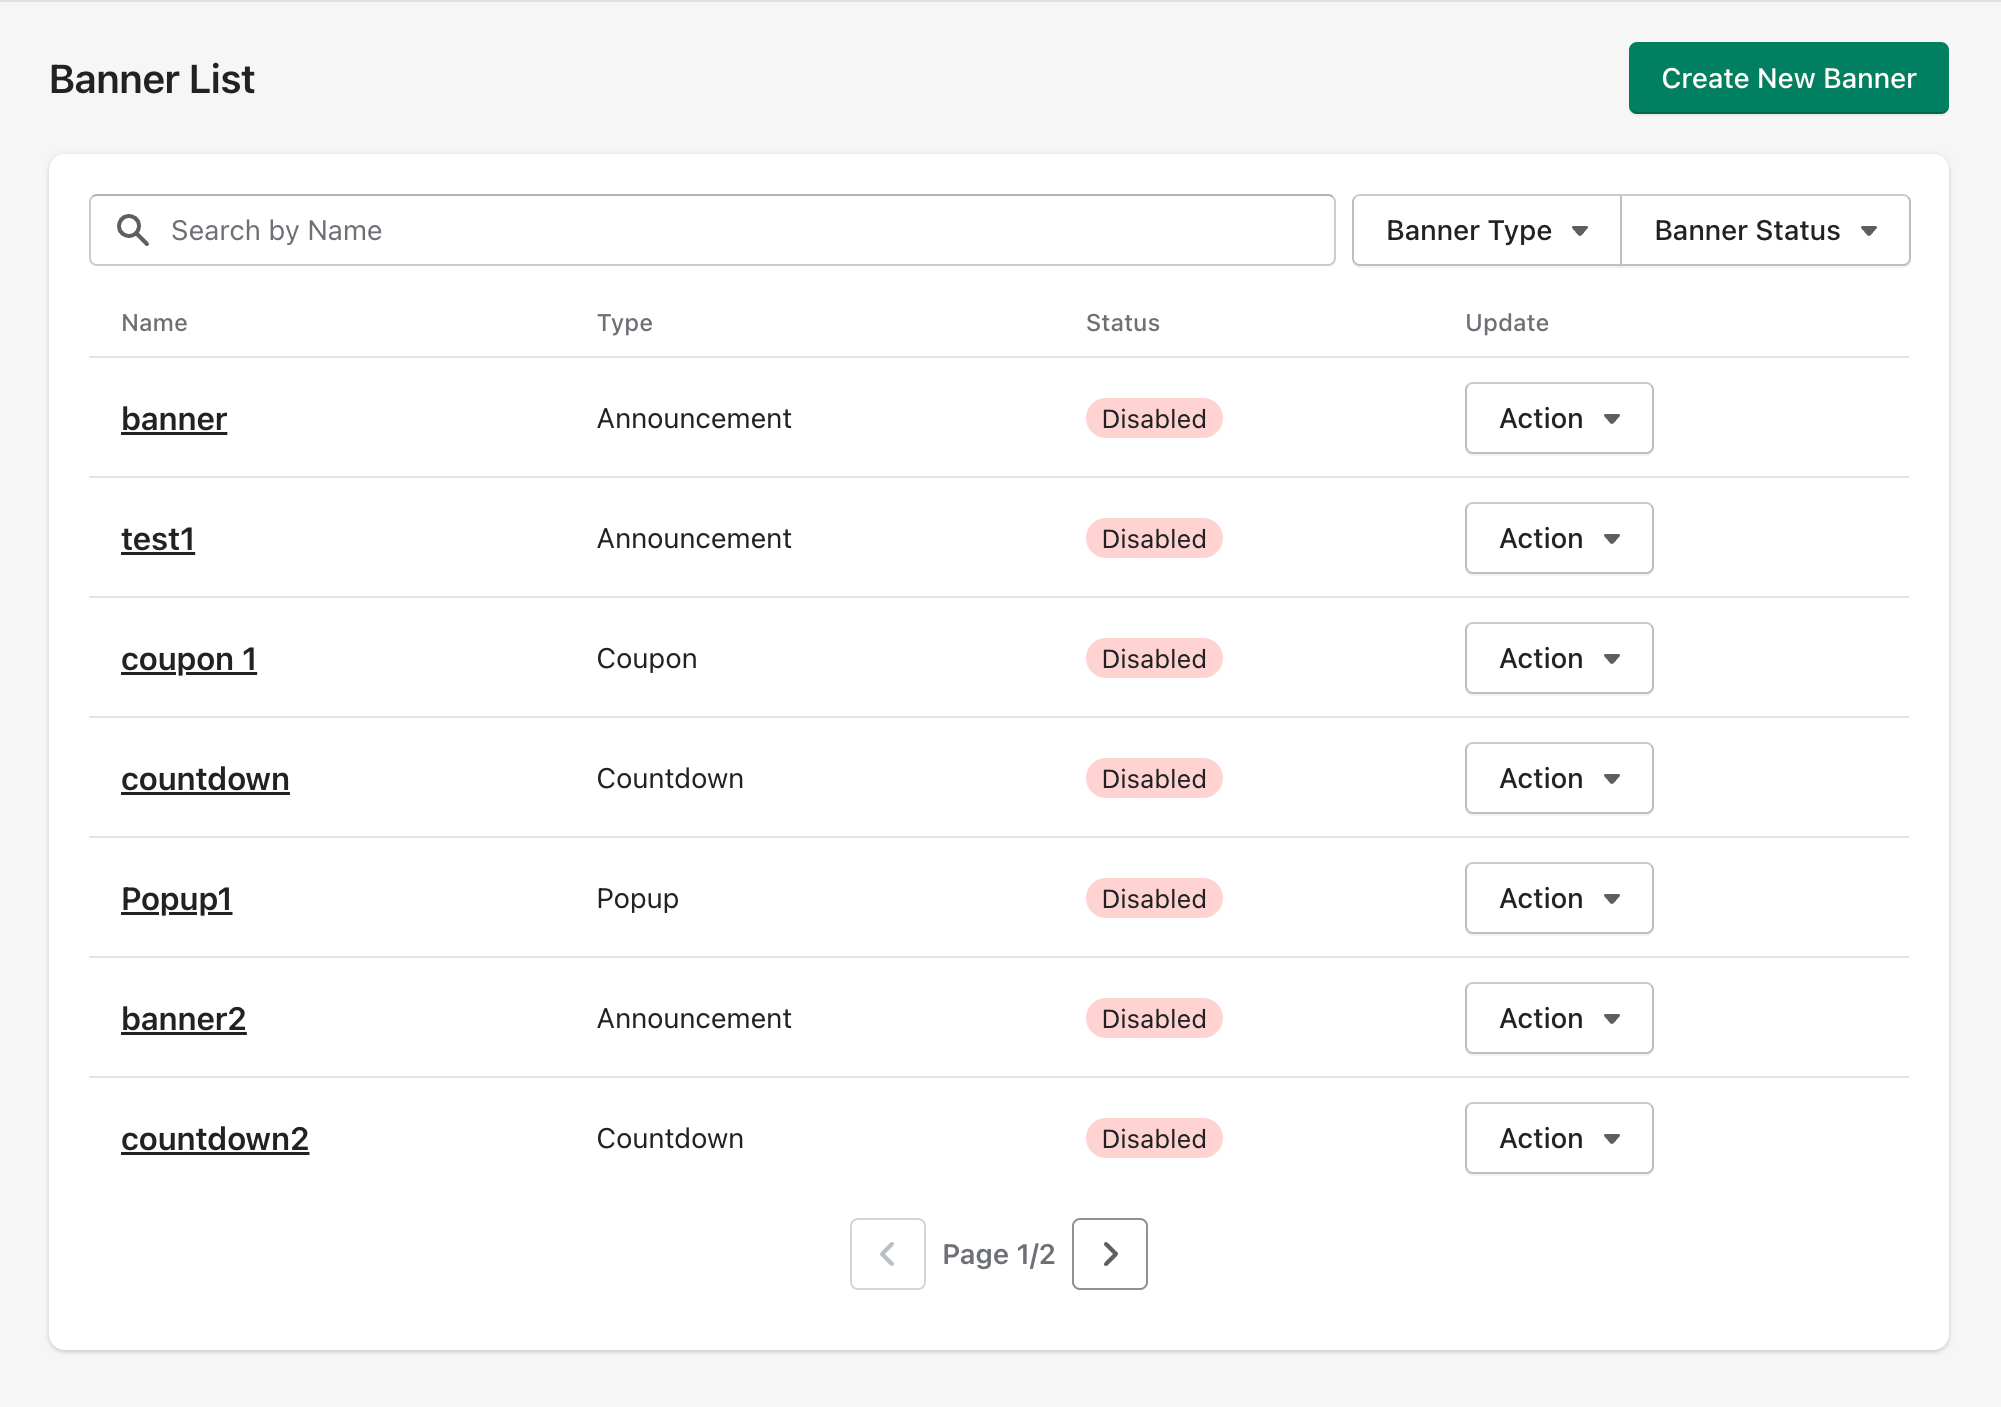 Banner List
Create New Banner
Search by Name
Banner Type
Banner Status
Name Type Status Update
banner Announcement Disabled Action
test1 Announcement Disabled Action
coupon 1 Coupon Disabled Action
countdown Countdown Disabled Action
Popup1 Popup Disabled Action
banner2 Announcement Disabled Action
countdown2 Countdown Disabled Action
Page 1/2